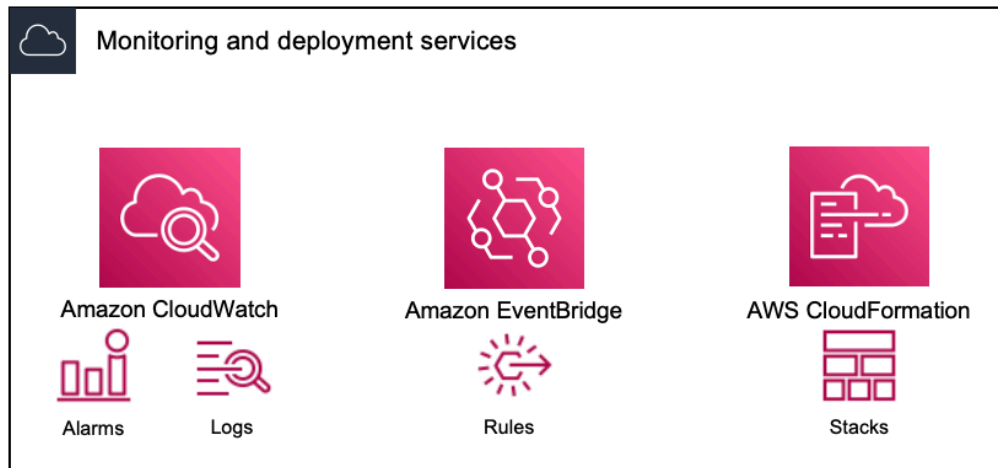 Monitoring and deployment services
Amazon CloudWatch
Amazon EventBridge
AWS CloudFormation
Alarms
Logs
Rules
Stacks